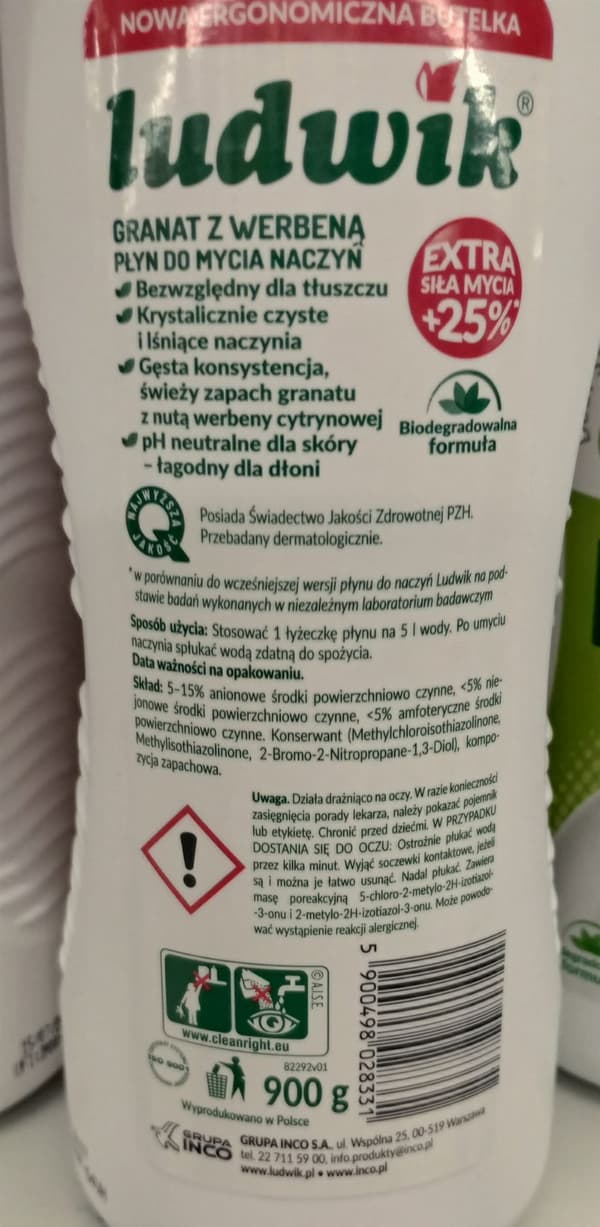 NOWA ERGONOMICZNA BUTELKA
ludwik®
GRANAT Z WERBENĄ
PŁYN DO MYCIA NACZYŃ
Bezwzględny dla tłuszczu
Krystalicznie czyste
i lśniące naczynia
Gęsta konsystencja,
świeży zapach granatu
z nutą werbeny cytrynowej
pH neutralne dla skóry
– łagodny dla dłoni
EXTRA
SIŁA MYCIA
+25%*
Biodegradowalna
formuła
NAJWYŻSZA
JAKOŚĆ
Posiada Świadectwo Jakości Zdrowotnej PZH.
Przebadany dermatologicznie.
*w porównaniu do wcześniejszej wersji płynu do naczyń Ludwik na pod-
stawie badań wykonanych w niezależnym laboratorium badawczym
Sposób użycia: Stosować 1 łyżeczkę płynu na 5 l wody. Po umyciu
naczynia spłukać wodą zdatną do spożycia.
Data ważności na opakowaniu.
Skład: 5-15% anionowe środki powierzchniowo czynne, <5% nie-
jonowe środki powierzchniowo czynne, <5% amfoteryczne środki
powierzchniowo czynne. Konserwant (Methylchloroisothiazolinone,
Methylisothiazolinone, 2-Bromo-2-Nitropropane-1,3-Diol), kompo-
zycja zapachowa.
Uwaga. Działa drażniąco na oczy. W razie konieczności
zasięgnięcia porady lekarza, należy pokazać pojemnik
lub etykietę. Chronić przed dziećmi. W PRZYPADKU
DOSTANIA SIĘ DO OCZU: Ostrożnie płukać wodą
przez kilka minut. Wyjąć soczewki kontaktowe, jeżeli
są i można je łatwo usunąć. Nadal płukać. Zawiera
masę poreakcyjną 5-chloro-2-metylo-2H-izotiazol-
-3-onu i 2-metylo-2H-izotiazol-3-onu. Może powodo-
wać wystąpienie reakcji alergicznej.
© A.I.S.E
www.cleanright.eu
5 900498 028331
ISO 9001
82292v01
900 g
Wyprodukowano w Polsce
GRUPA
INCO
GRUPA INCO S.A., ul. Wspólna 25, 00-519 Warszawa
tel. 22 711 59 00, info.produkty@inco.pl
www.ludwik.pl • www.inco.pl